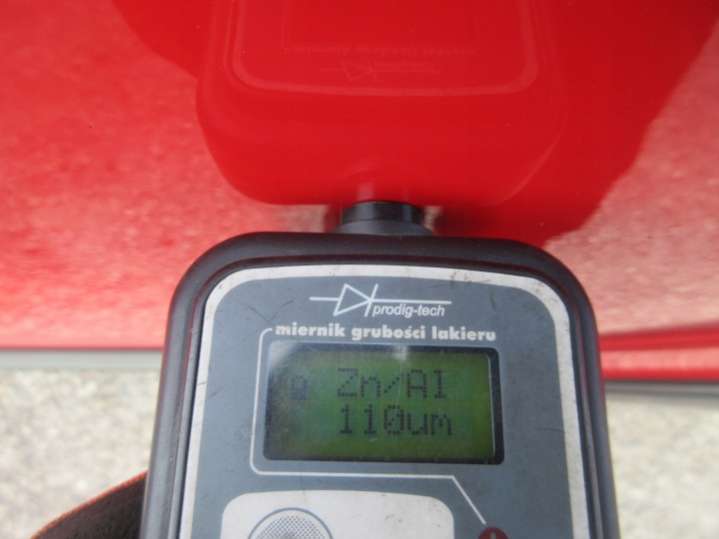 prodig-tech
miernik grubości lakieru
Zn/Al
110um